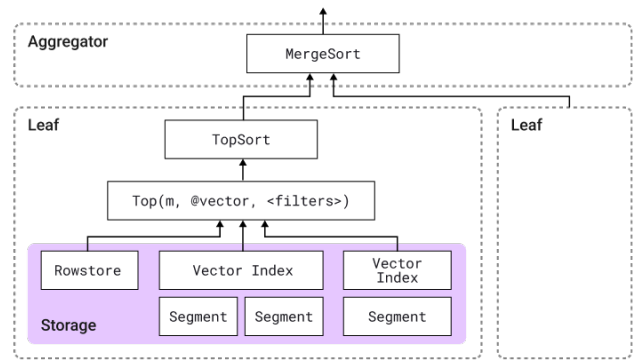 Aggregator
MergeSort
Leaf
Leaf
TopSort
Top(m, @vector, <filters>)
Rowstore
Vector Index
Vector
Index
Segment
Segment
Segment
Storage